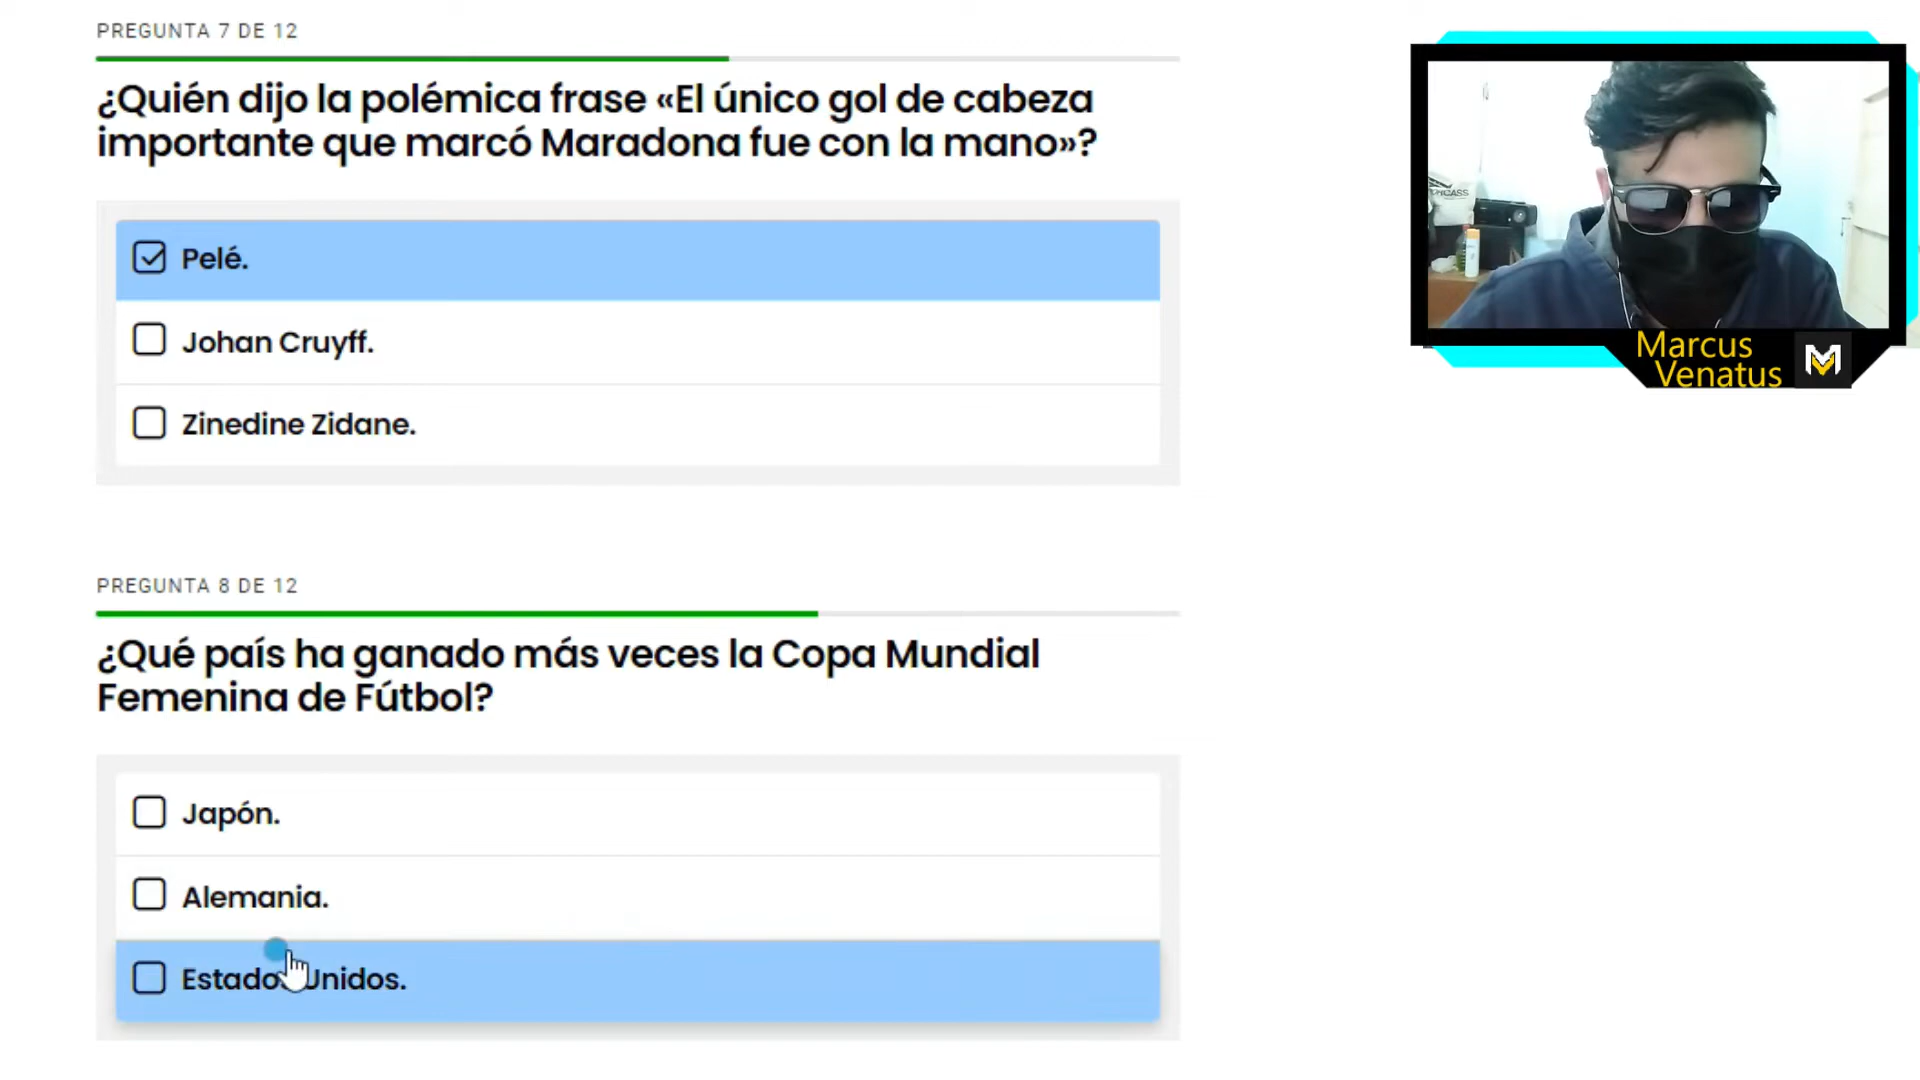 PREGUNTA 7 DE 12
¿Quién dijo la polémica frase «El único gol de cabeza
importante que marcó Maradona fue con la mano»?
Pelé.
Johan Cruyff.
Zinedine Zidane.
Marcus
Venatus
PREGUNTA 8 DE 12
¿Qué país ha ganado más veces la Copa Mundial
Femenina de Fútbol?
Japón.
Alemania.
Estados Unidos.